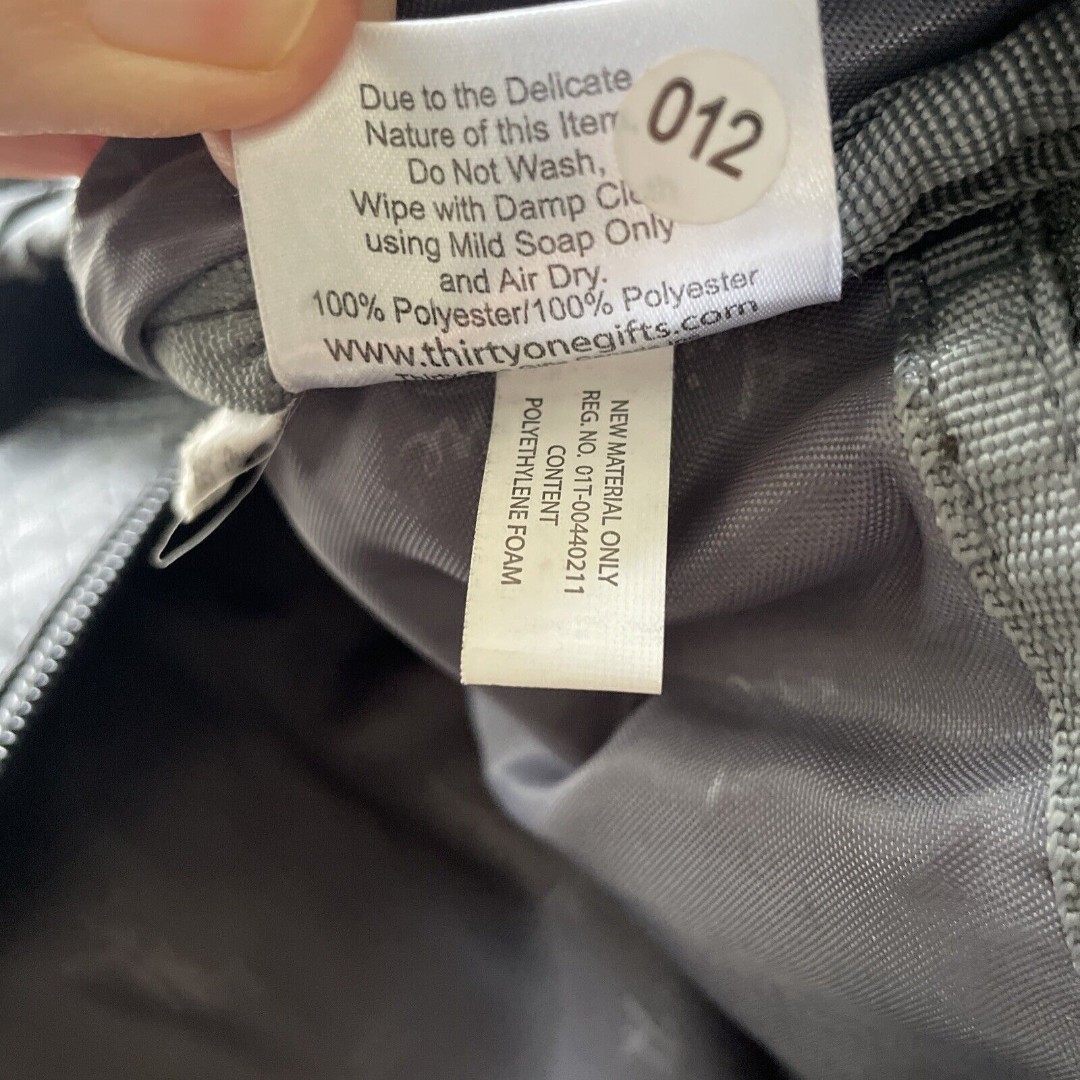 Due to the Delicate
Nature of this
Do Not Wash,
Wipe with Damp
using Mild Soap Only
and Air Dry.
100% Polyester/100% Polyester
www.thirtyonegifts.com
012
NEW MATERIAL ONLY
REG. NO. 01T-00440211
CONTENT
POLYETHYLENE FOAM